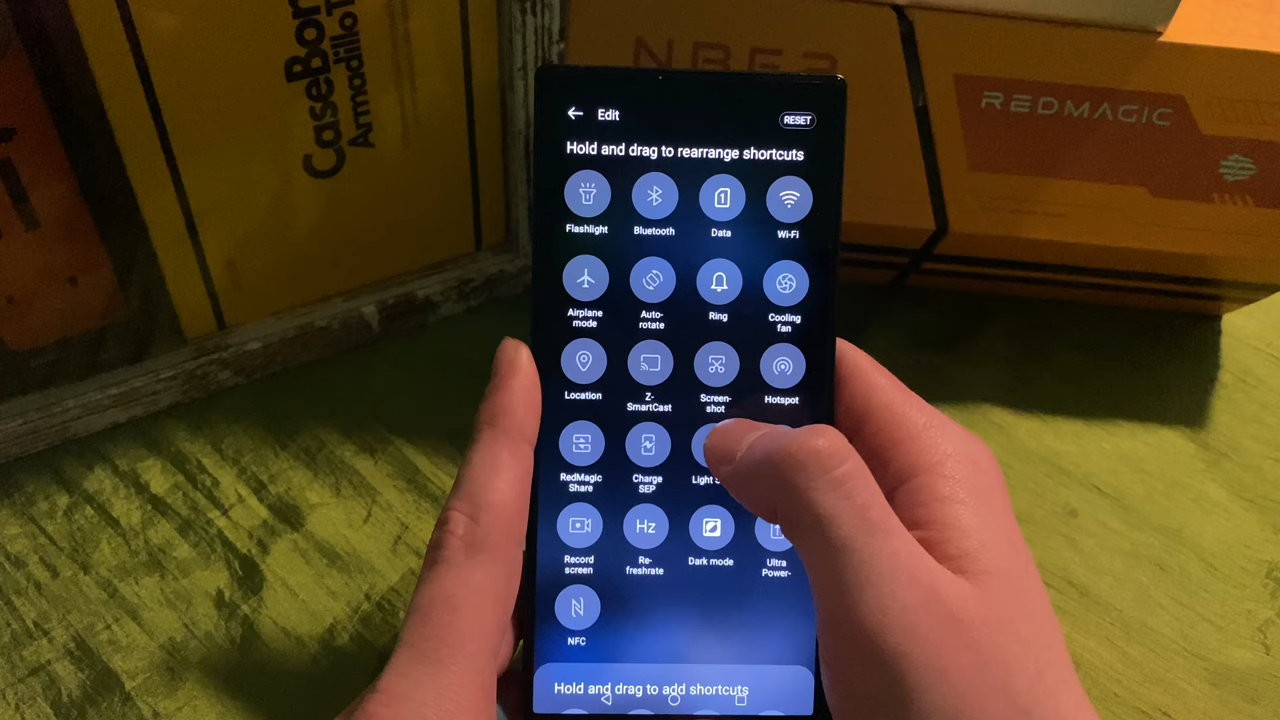 CaseBor
ArmadilloT
REDMAGIC
Edit
RESET
Hold and drag to rearrange shortcuts
Flashlight
Bluetooth
Data
Wi-Fi
Airplane
mode
Auto-
rotate
Ring
Cooling
fan
Location
Z-
SmartCast
Screen-
shot
Hotspot
RedMagic
Share
Charge
SEP
Light
Hz
Record
screen
Re-
freshrate
Dark mode
Ultra
Power-
NFC
Hold and drag to add shortcuts